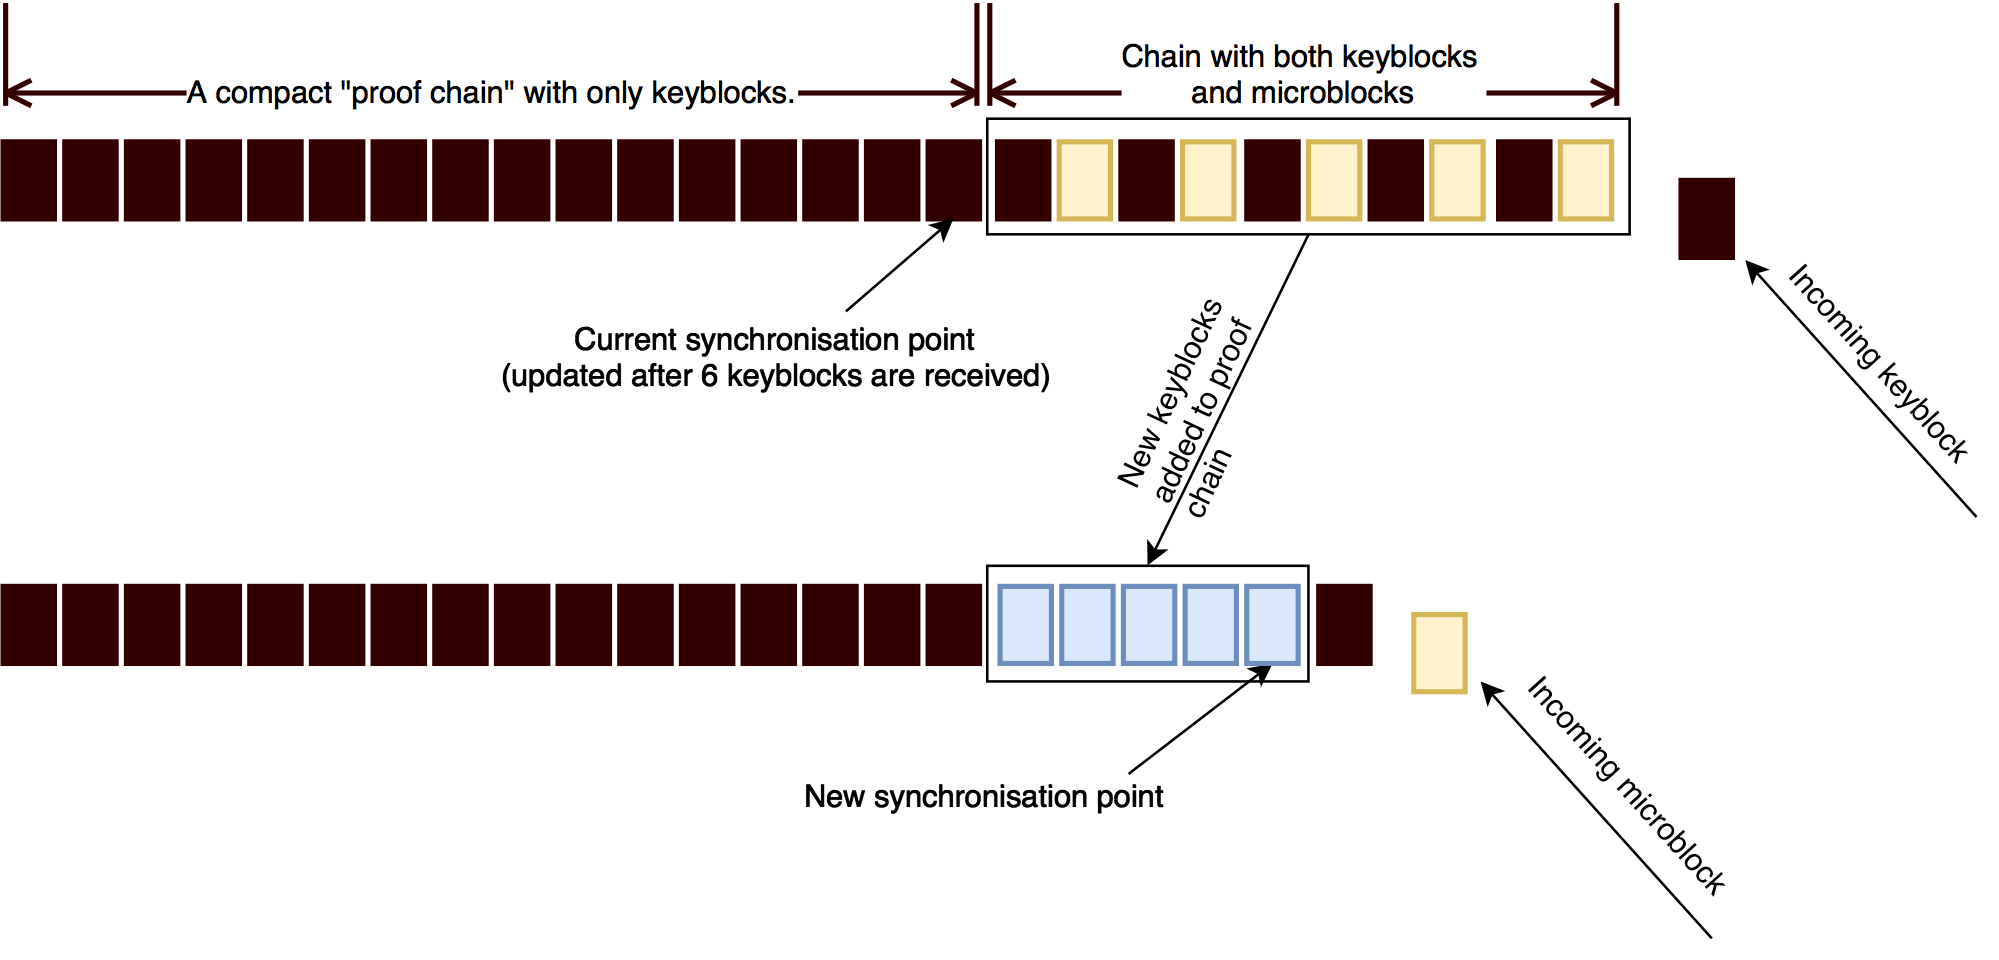 A compact "proof chain" with only keyblocks.
Chain with both keyblocks
and microblocks
Current synchronisation point
(updated after 6 keyblocks are received)
New keyblocks
added to proof
chain
Incoming keyblock
New synchronisation point
Incoming microblock